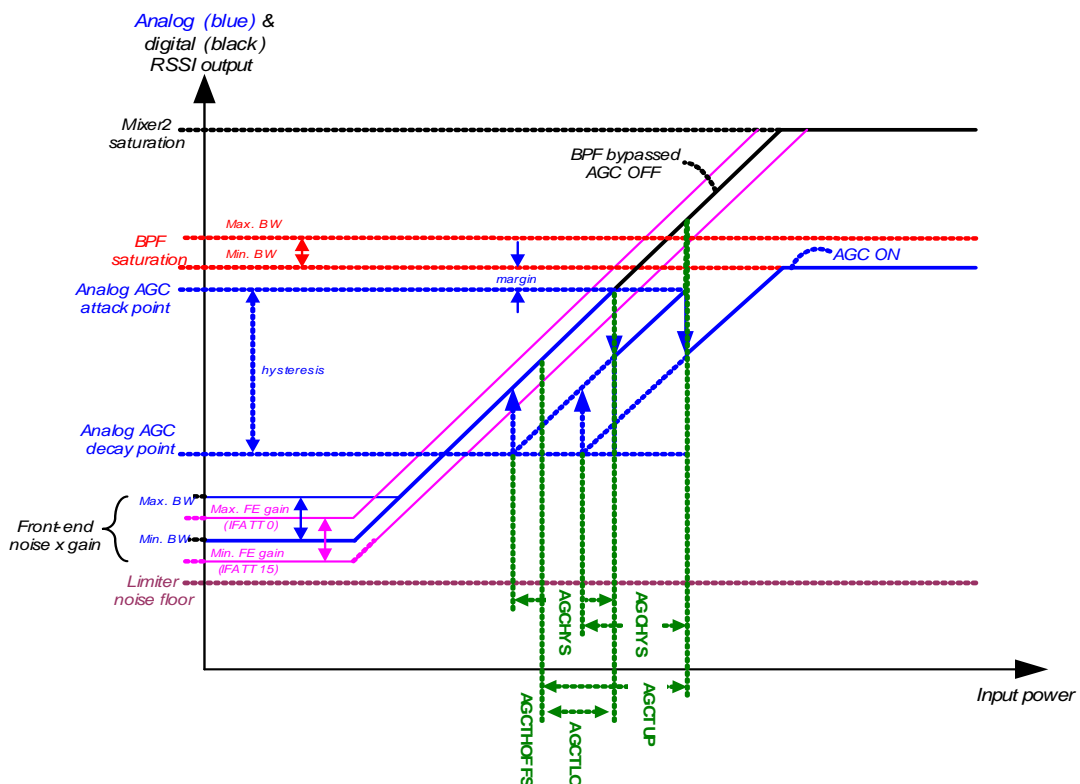 Analog (blue) &
digital (black)
RSSI output
Mixer2
saturation
BPF bypassed
AGC OFF
Max. BW
BPF
saturation
Min. BW
AGC ON
margin
Analog AGC
attack point
hysteresis
Analog AGC
decay point
Max. BW
Max. FE gain
(IFATT 0)
Front-end
noise x gain
Min. BW
Min. FE gain
(IFATT 15)
Limiter
noise floor
AGCHYS
AGCHYS
Input power
AGCTHOFFS
AGCTLO
AGCTUP